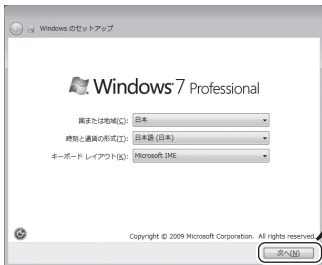 Windows のセットアップ
Windows 7 Professional
国または地域(C): 日本
時刻と通貨の形式(T): 日本語 (日本)
キーボード レイアウト(K): Microsoft IME
Copyright © 2009 Microsoft Corporation. All rights reserved.
次へ(N)